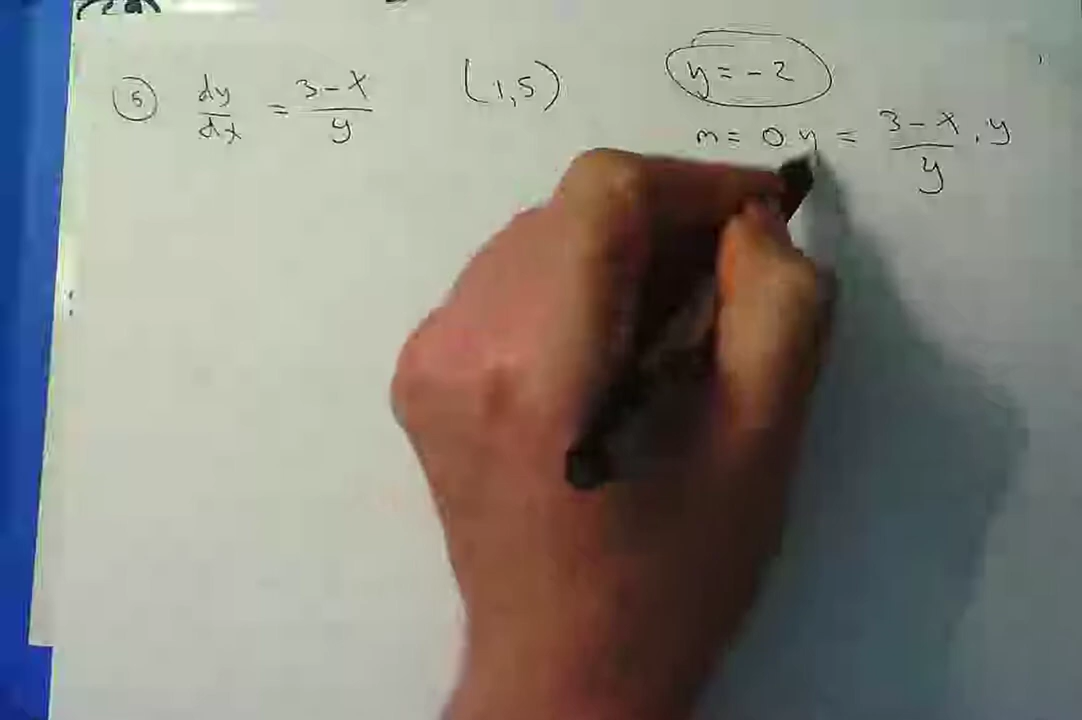 ⑤ dy/dx = (3-x)/y (1,5) y = -2
m = 0 · y = (3-x)/y · y